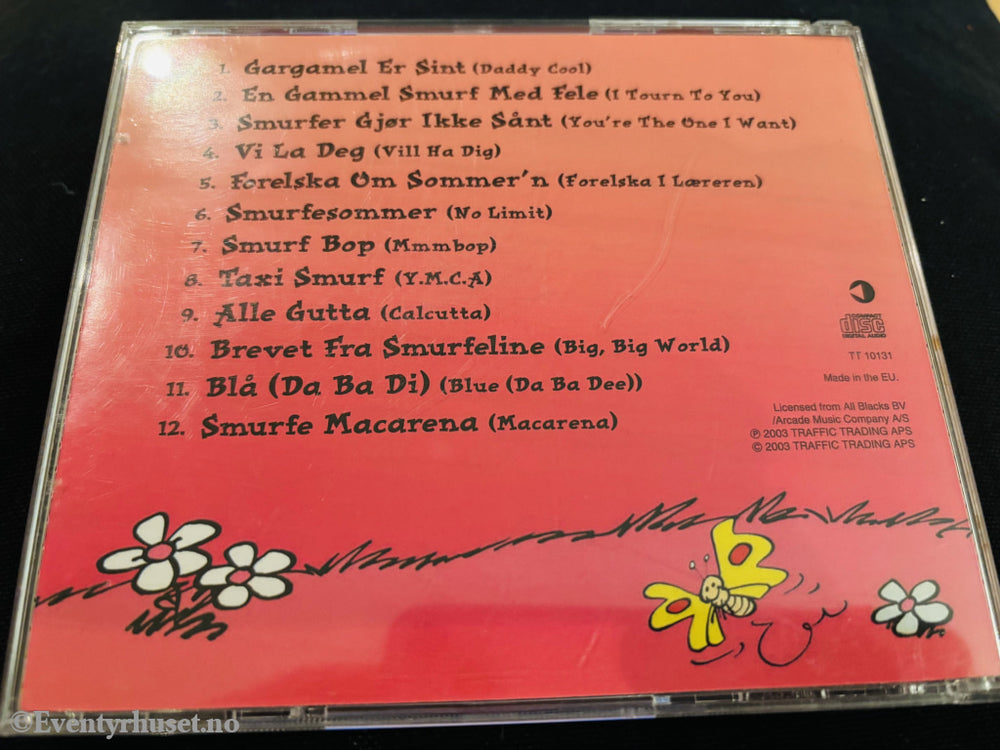 1. Gargamel Er Sint (Daddy Cool)
2. En Gammel Smurf Med Fele (I Tourn To You)
3. Smurfer Gjør Ikke Sånt (You're The One I Want)
4. Vi La Deg (Vill Ha Dig)
5. Forelska Om Sommer'n (Forelska I Læreren)
6. Smurfesommer (No Limit)
7. Smurf Bop (Mmmbop)
8. Taxi Smurf (Y.M.C.A)
9. Alle Gutta (Calcutta)
10. Brevet Fra Smurfeline (Big, Big World)
11. Blå (Da Ba Di) (Blue (Da Ba Dee))
12. Smurfe Macarena (Macarena)
COMPACT
disc
DIGITAL AUDIO
TT 10131
Made in the EU.
Licensed from All Blacks BV
/Arcade Music Company A/S
℗ 2003 TRAFFIC TRADING APS
© 2003 TRAFFIC TRADING APS
©Eventyrhuset.no